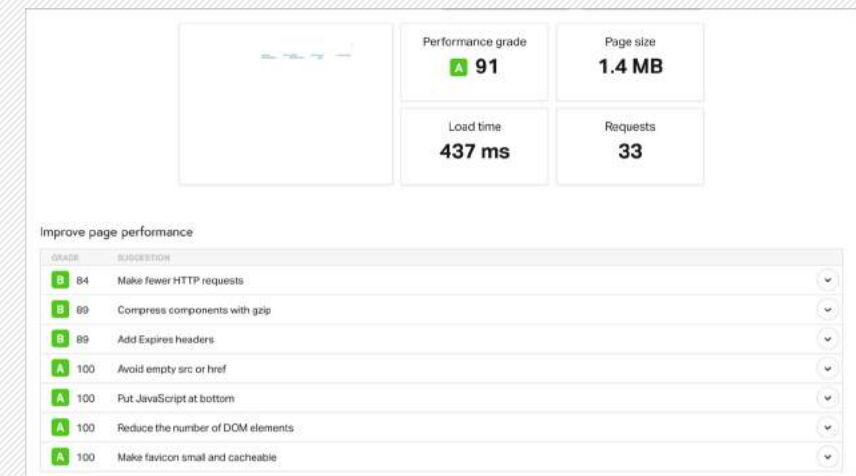 Performance grade
A 91
Page size
1.4 MB
Load time
437 ms
Requests
33
Improve page performance
GRADE SUGGESTION
B 84 Make fewer HTTP requests
B 89 Compress components with gzip
B 89 Add Expires headers
A 100 Avoid empty src or href
A 100 Put JavaScript at bottom
A 100 Reduce the number of DOM elements
A 100 Make favicon small and cacheable